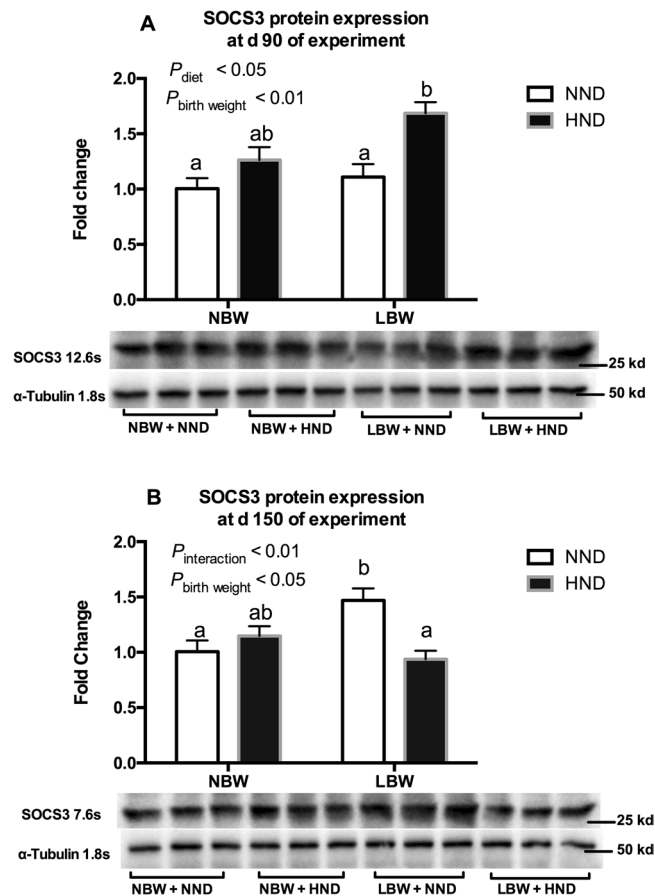 A SOCS3 protein expression
at d 90 of experiment
P diet < 0.05
P birth weight < 0.01
NND
HND
Fold change
2.0
1.5
1.0
0.5
0.0
a
ab
a
b
NBW
LBW
SOCS3 12.6s
25 kd
α-Tubulin 1.8s
50 kd
NBW + NND
NBW + HND
LBW + NND
LBW + HND
B SOCS3 protein expression
at d 150 of experiment
P interaction < 0.01
P birth weight < 0.05
NND
HND
Fold Change
2.0
1.5
1.0
0.5
0.0
a
ab
b
a
NBW
LBW
SOCS3 7.6s
25 kd
α-Tubulin 1.8s
50 kd
NBW + NND
NBW + HND
LBW + NND
LBW + HND